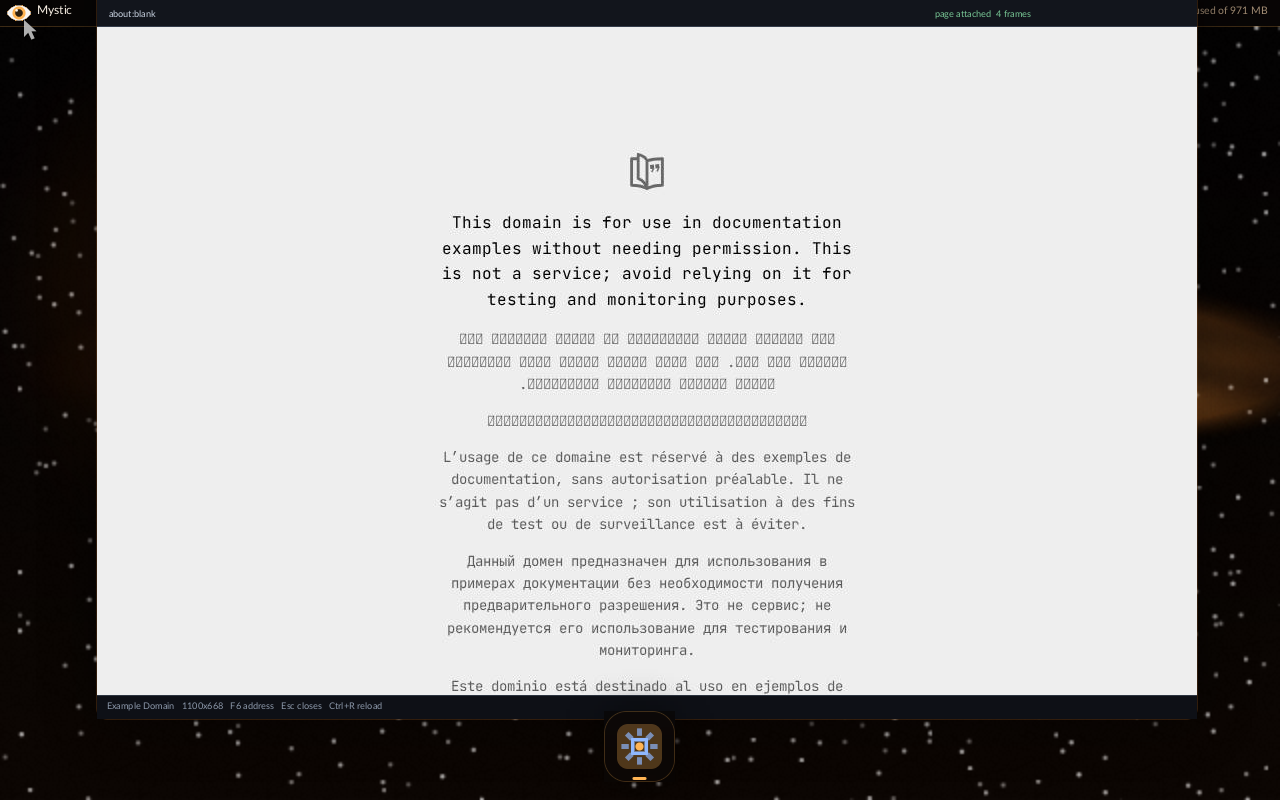 Mystic
about:blank
page attached 4 frames
used of 971 MB
This domain is for use in documentation
examples without needing permission. This
is not a service; avoid relying on it for
testing and monitoring purposes.
L’usage de ce domaine est réservé à des exemples de
documentation, sans autorisation préalable. Il ne
s’agit pas d’un service ; son utilisation à des fins
de test ou de surveillance est à éviter.
Данный домен предназначен для использования в
примерах документации без необходимости получения
предварительного разрешения. Это не сервис; не
рекомендуется его использование для тестирования и
мониторинга.
Este dominio está destinado al uso en ejemplos de
Example Domain 1100x668 F6 address Esc closes Ctrl+R reload